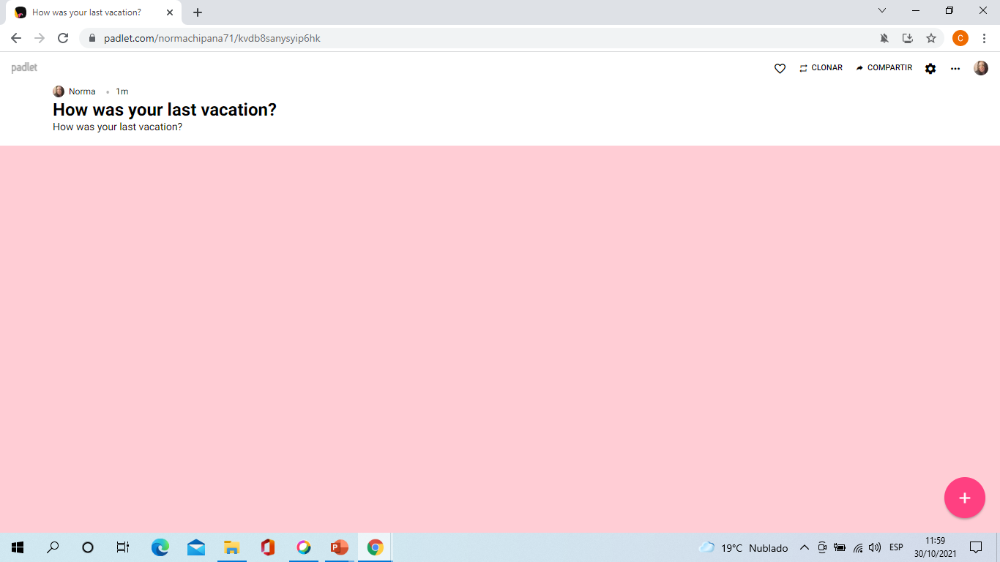 How was your last vacation?
padlet.com/normachipana71/kvdb8sanysyip6hk
C
padlet
CLONAR
COMPARTIR
Norma • 1m
How was your last vacation?
How was your last vacation?
19°C Nublado
ESP
11:59
30/10/2021